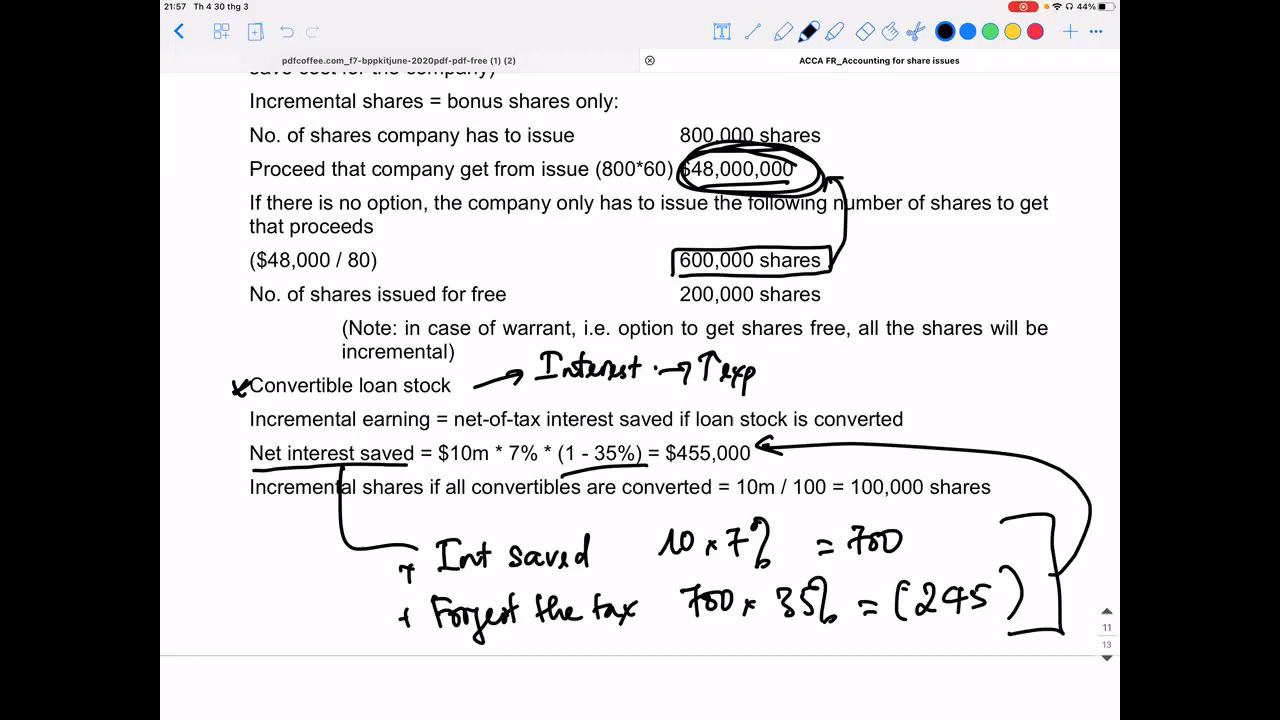 21:57 Th 4 30 thg 3 44%
pdfcoffee.com_f7-bppkitjune-2020pdf-pdf-free (1) (2)
ACCA FR_Accounting for share issues
save cost for the company)
Incremental shares = bonus shares only:
No. of shares company has to issue 800,000 shares
Proceed that company get from issue (800*60) $48,000,000
If there is no option, the company only has to issue the following number of shares to get
that proceeds
($48,000 / 80) 600,000 shares
No. of shares issued for free 200,000 shares
(Note: in case of warrant, i.e. option to get shares free, all the shares will be
incremental)
Interest → ↑ exp
Convertible loan stock
Incremental earning = net-of-tax interest saved if loan stock is converted
Net interest saved = $10m * 7% * (1 - 35%) = $455,000
Incremental shares if all convertibles are converted = 10m / 100 = 100,000 shares
+ Int saved 10 × 7% = 700
+ Forgest the tax 700 × 35% = (245)
11
13